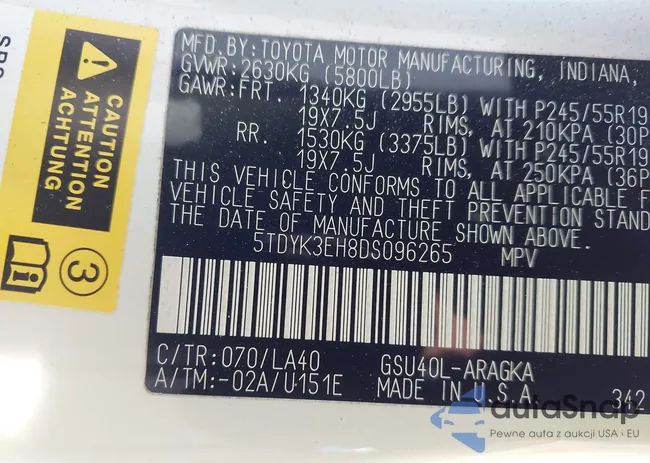 MFD.BY: TOYOTA MOTOR MANUFACTURING, INDIANA,
GVWR: 2630KG (5800LB)
GAWR: FRT. 1340KG (2955LB) WITH P245/55R19
19X7.5J RIMS, AT 210KPA (30P
RR. 1530KG (3375LB) WITH P245/55R19
19X7.5J RIMS, AT 250KPA (36P
THIS VEHICLE CONFORMS TO ALL APPLICABLE F
VEHICLE SAFETY AND THEFT PREVENTION STAND
THE DATE OF MANUFACTURE SHOWN ABOVE.
5TDYK3EH8DS096265 MPV
C/TR: 070/LA40 GSU40L-ARAGKA
A/TM: -02A/U151E MADE IN U.S.A. 342
CAUTION
ATTENTION
ACHTUNG
3
SRS
autoSnap
Pewne auta z aukcji USA i EU